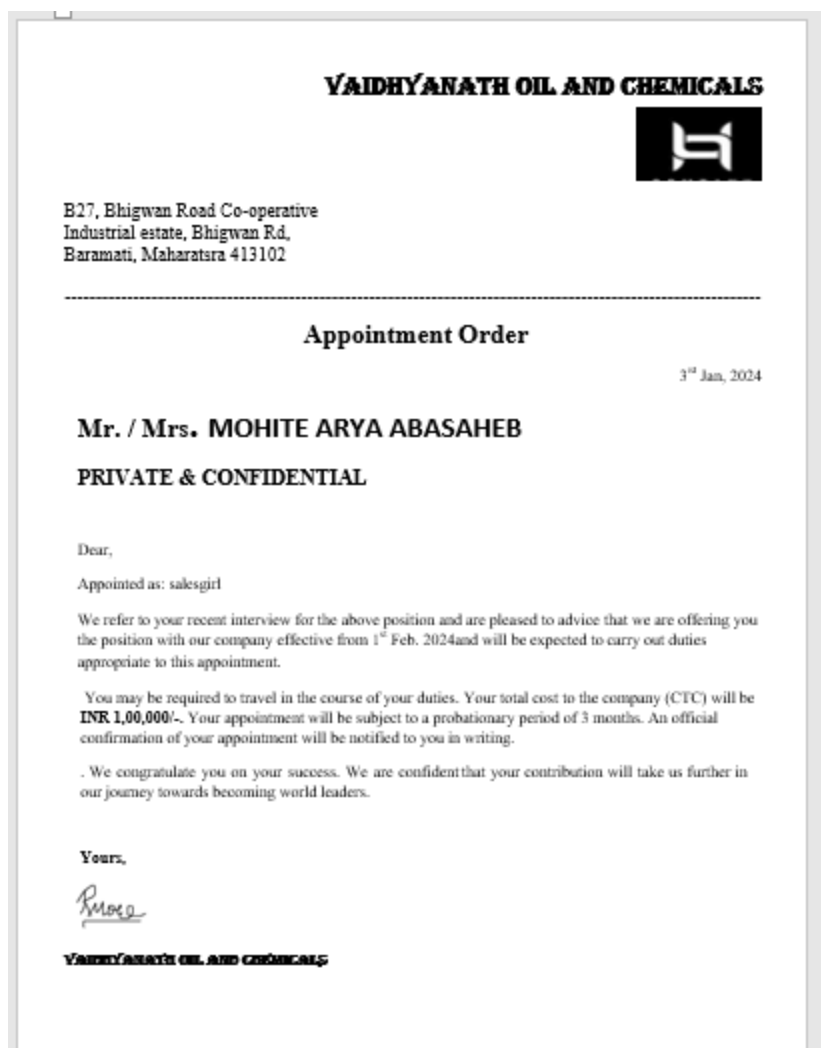 VAIDHYANATH OIL AND CHEMICALS
B27, Bhigwan Road Co-operative
Industrial estate, Bhigwan Rd,
Baramati, Maharatsra 413102
Appointment Order
3rd Jan, 2024
Mr. / Mrs. MOHITE ARYA ABASAHEB
PRIVATE & CONFIDENTIAL
Dear,
Appointed as: salesgirl
We refer to your recent interview for the above position and are pleased to advice that we are offering you
the position with our company effective from 1st Feb. 2024and will be expected to carry out duties
appropriate to this appointment.
You may be required to travel in the course of your duties. Your total cost to the company (CTC) will be
INR 1,00,000/-. Your appointment will be subject to a probationary period of 3 months. An official
confirmation of your appointment will be notified to you in writing.
. We congratulate you on your success. We are confident that your contribution will take us further in
our journey towards becoming world leaders.
Yours,
VAIDHYANATH OIL AND CHEMICALS